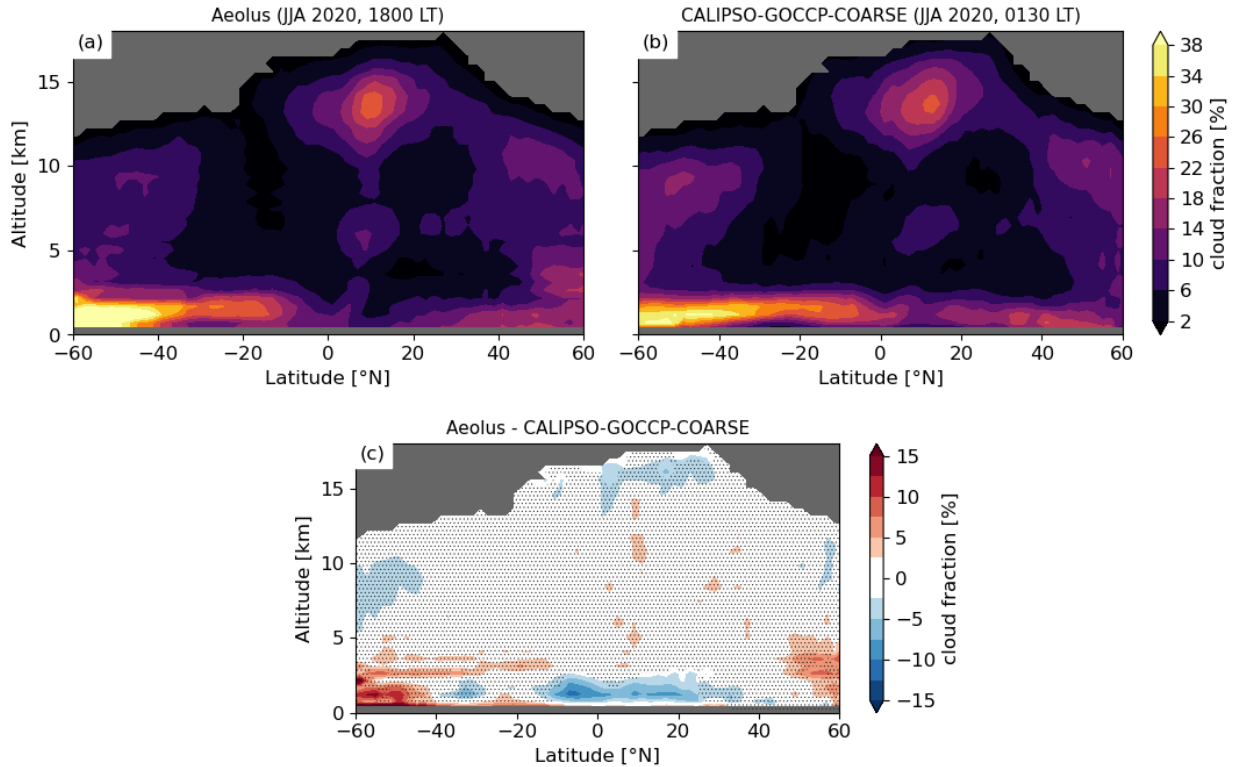 Aeolus (JJA 2020, 1800 LT)
(a)
Altitude [km]
15
10
5
0
−60 −40 −20 0 20 40 60
Latitude [°N]
CALIPSO-GOCCP-COARSE (JJA 2020, 0130 LT)
(b)
−60 −40 −20 0 20 40 60
Latitude [°N]
38
34
30
26
22
18
14
10
6
2
cloud fraction [%]
Aeolus - CALIPSO-GOCCP-COARSE
(c)
Altitude [km]
15
10
5
0
−60 −40 −20 0 20 40 60
Latitude [°N]
15
10
5
0
−5
−10
−15
cloud fraction [%]